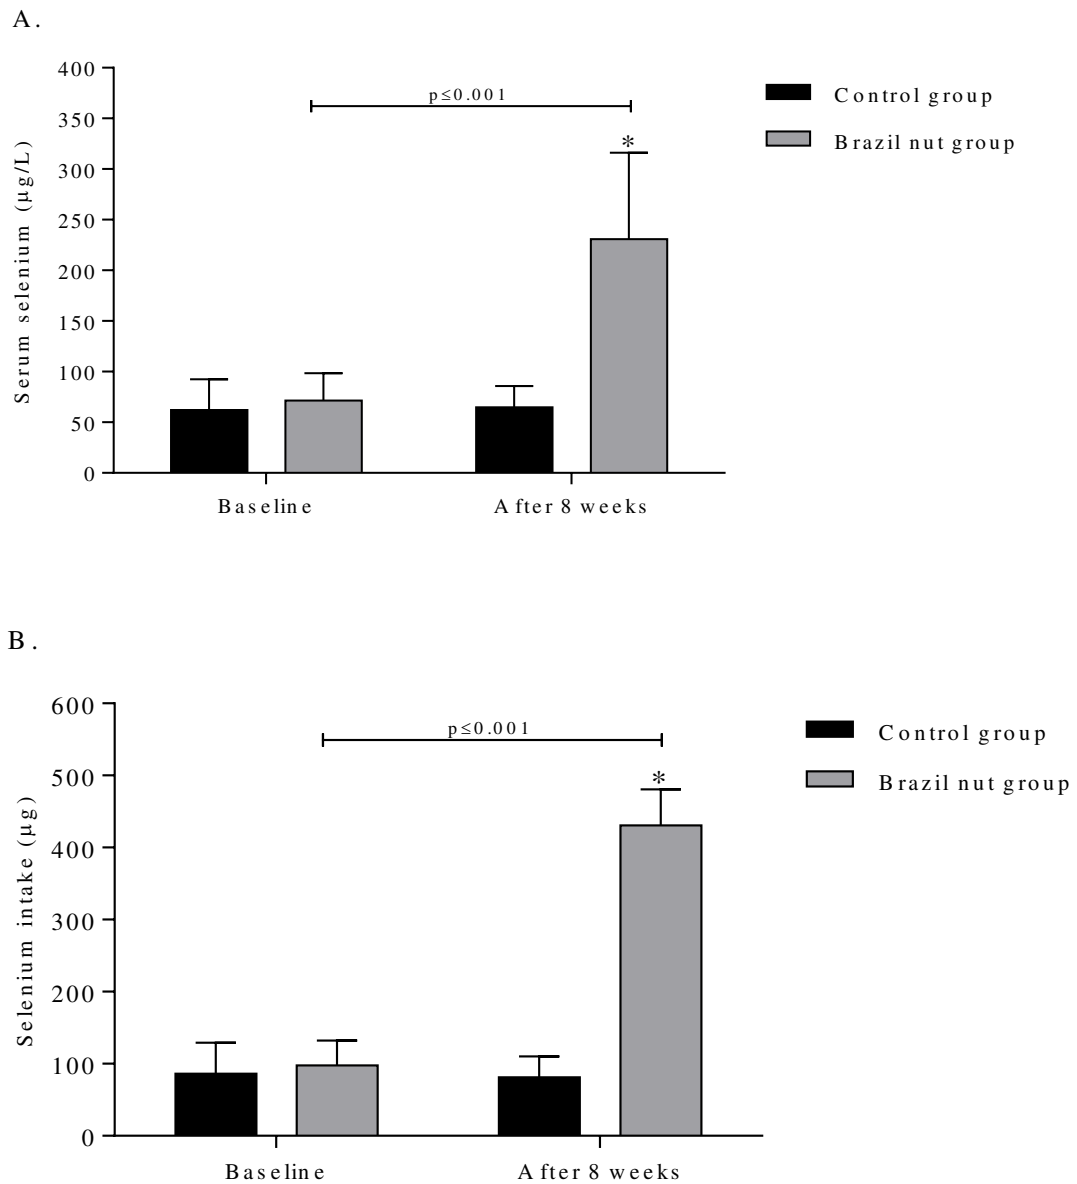 A.
400
350
300
250
200
150
100
50
0
Serum selenium (µg/L)
p≤0.001
*
Control group
Brazil nut group
Baseline
After 8 weeks
B.
600
500
400
300
200
100
0
Selenium intake (µg)
p≤0.001
*
Control group
Brazil nut group
Baseline
After 8 weeks